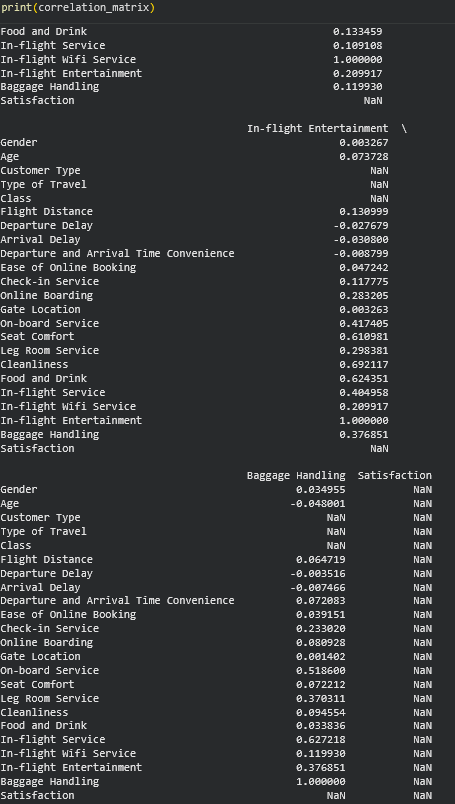 print(correlation_matrix)
Food and Drink 0.133459
In-flight Service 0.109108
In-flight Wifi Service 1.000000
In-flight Entertainment 0.209917
Baggage Handling 0.119930
Satisfaction NaN
In-flight Entertainment \
Gender 0.003267
Age 0.073728
Customer Type NaN
Type of Travel NaN
Class NaN
Flight Distance 0.130999
Departure Delay -0.027679
Arrival Delay -0.030800
Departure and Arrival Time Convenience -0.008799
Ease of Online Booking 0.047242
Check-in Service 0.117775
Online Boarding 0.283205
Gate Location 0.003263
On-board Service 0.417405
Seat Comfort 0.610981
Leg Room Service 0.298381
Cleanliness 0.692117
Food and Drink 0.624351
In-flight Service 0.404958
In-flight Wifi Service 0.209917
In-flight Entertainment 1.000000
Baggage Handling 0.376851
Satisfaction NaN
Baggage Handling Satisfaction
Gender 0.034955 NaN
Age -0.048001 NaN
Customer Type NaN NaN
Type of Travel NaN NaN
Class NaN NaN
Flight Distance 0.064719 NaN
Departure Delay -0.003516 NaN
Arrival Delay -0.007466 NaN
Departure and Arrival Time Convenience 0.072083 NaN
Ease of Online Booking 0.039151 NaN
Check-in Service 0.233020 NaN
Online Boarding 0.080928 NaN
Gate Location 0.001402 NaN
On-board Service 0.518600 NaN
Seat Comfort 0.072212 NaN
Leg Room Service 0.370311 NaN
Cleanliness 0.094554 NaN
Food and Drink 0.033836 NaN
In-flight Service 0.627218 NaN
In-flight Wifi Service 0.119930 NaN
In-flight Entertainment 0.376851 NaN
Baggage Handling 1.000000 NaN
Satisfaction NaN NaN